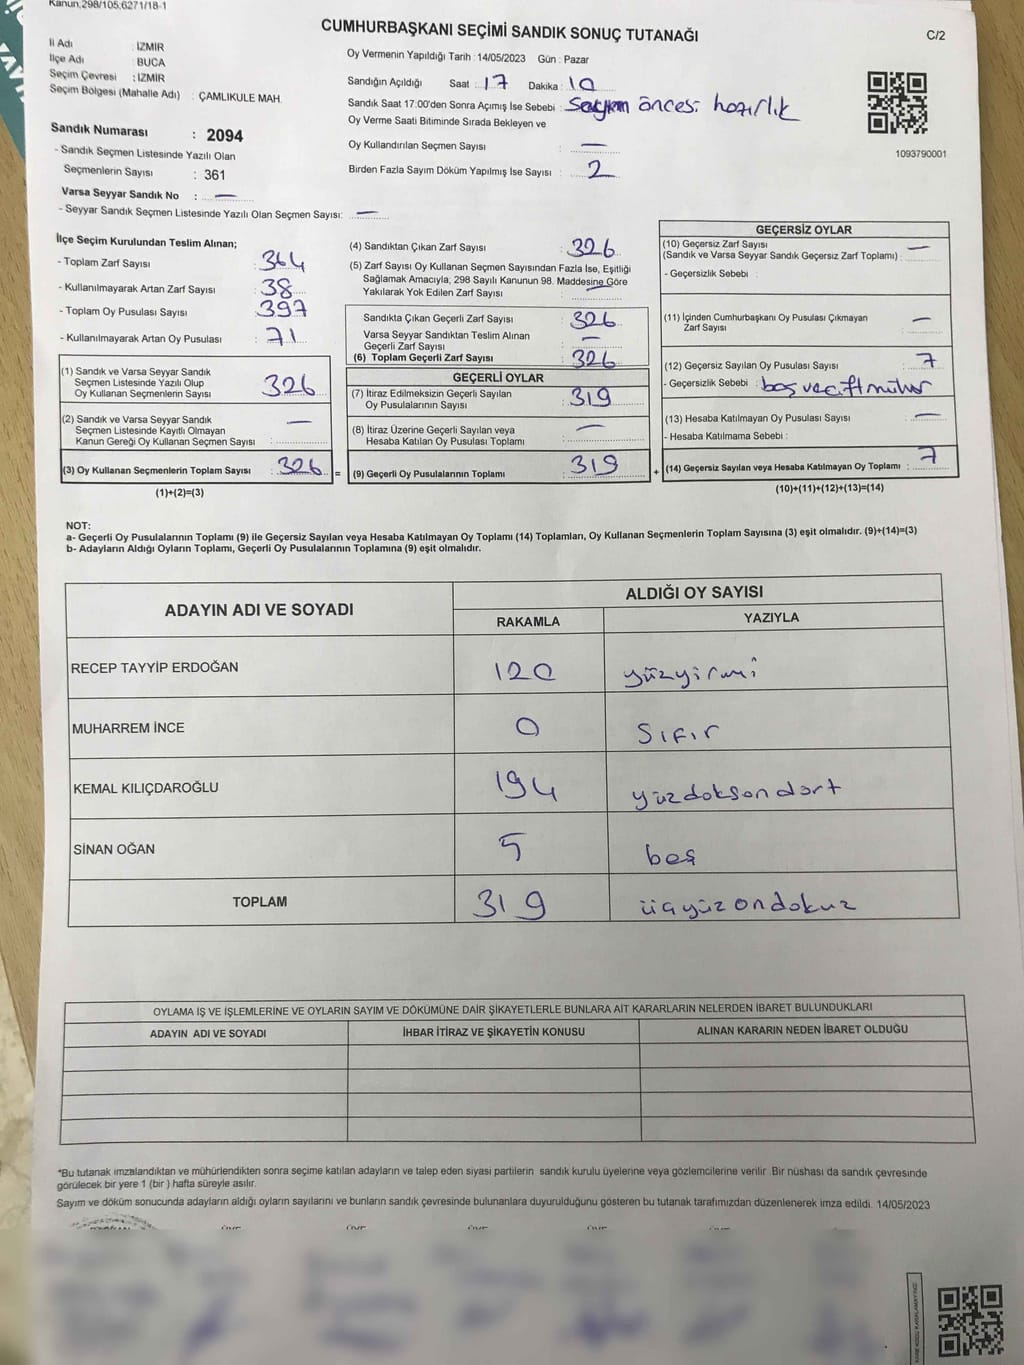 Kanun,298/105,6271/18-1
CUMHURBAŞKANI SEÇİMİ SANDIK SONUÇ TUTANAĞI
C/2
İl Adı : İZMİR
İlçe Adı : BUCA
Seçim Çevresi : İZMİR
Seçim Bölgesi (Mahalle Adı) : ÇAMLIKULE MAH.
Oy Vermenin Yapıldığı Tarih : 14/05/2023 Gün : Pazar
Sandığın Açıldığı Saat : 17 Dakika : 10
Sandık Saat 17:00'den Sonra Açımış İse Sebebi : Sayım öncesi hazırlık
Oy Verme Saati Bitiminde Sırada Bekleyen ve
Oy Kullandırılan Seçmen Sayısı : —
Birden Fazla Sayım Döküm Yapılmış İse Sayısı : 2
1093790001
Sandık Numarası : 2094
- Sandık Seçmen Listesinde Yazılı Olan
Seçmenlerin Sayısı : 361
Varsa Seyyar Sandık No : —
- Seyyar Sandık Seçmen Listesinde Yazılı Olan Seçmen Sayısı: —
İlçe Seçim Kurulundan Teslim Alınan;
- Toplam Zarf Sayısı : 364
- Kullanılmayarak Artan Zarf Sayısı : 38
- Toplam Oy Pusulası Sayısı : 397
- Kullanılmayarak Artan Oy Pusulası : 71
(1) Sandık ve Varsa Seyyar Sandık
Seçmen Listesinde Yazılı Olup
Oy Kullanan Seçmenlerin Sayısı : 326
(2) Sandık ve Varsa Seyyar Sandık
Seçmen Listesinde Kayıtlı Olmayan
Kanun Gereği Oy Kullanan Seçmen Sayısı : —
(3) Oy Kullanan Seçmenlerin Toplam Sayısı : 326
(1)+(2)=(3)
=
(4) Sandıktan Çıkan Zarf Sayısı : 326
(5) Zarf Sayısı Oy Kullanan Seçmen Sayısından Fazla İse, Eşitliği
Sağlamak Amacıyla, 298 Sayılı Kanunun 98. Maddesine Göre
Yakılarak Yok Edilen Zarf Sayısı : —
Sandıkta Çıkan Geçerli Zarf Sayısı : 326
Varsa Seyyar Sandıktan Teslim Alınan
Geçerli Zarf Sayısı : —
(6) Toplam Geçerli Zarf Sayısı : 326
GEÇERLİ OYLAR
(7) İtiraz Edilmeksizin Geçerli Sayılan
Oy Pusulalarının Sayısı : 319
(8) İtiraz Üzerine Geçerli Sayılan veya
Hesaba Katılan Oy Pusulası Toplamı : —
(9) Geçerli Oy Pusulalarının Toplamı : 319
+
GEÇERSİZ OYLAR
(10) Geçersiz Zarf Sayısı —
(Sandık ve Varsa Seyyar Sandık Geçersiz Zarf Toplamı) :
- Geçersizlik Sebebi :
(11) İçinden Cumhurbaşkanı Oy Pusulası Çıkmayan
Zarf Sayısı : —
(12) Geçersiz Sayılan Oy Pusulası Sayısı : 7
- Geçersizlik Sebebi : boş ve çift mühür
(13) Hesaba Katılmayan Oy Pusulası Sayısı : —
- Hesaba Katılmama Sebebi :
(14) Geçersiz Sayılan veya Hesaba Katılmayan Oy Toplamı : 7
(10)+(11)+(12)+(13)=(14)
NOT:
a- Geçerli Oy Pusulalarının Toplamı (9) ile Geçersiz Sayılan veya Hesaba Katılmayan Oy Toplamı (14) Toplamları, Oy Kullanan Seçmenlerin Toplam Sayısına (3) eşit olmalıdır. (9)+(14)=(3)
b- Adayların Aldığı Oyların Toplamı, Geçerli Oy Pusulalarının Toplamına (9) eşit olmalıdır.
ADAYIN ADI VE SOYADI
ALDIĞI OY SAYISI
RAKAMLA YAZIYLA
RECEP TAYYİP ERDOĞAN 120 yüzyirmi
MUHARREM İNCE 0 Sıfır
KEMAL KILIÇDAROĞLU 194 yüzdoksandört
SİNAN OĞAN 5 beş
TOPLAM 319 üçyüzondokuz
OYLAMA İŞ VE İŞLEMLERİNE VE OYLARIN SAYIM VE DÖKÜMÜNE DAİR ŞİKAYETLERLE BUNLARA AİT KARARLARIN NELERDEN İBARET BULUNDUKLARI
ADAYIN ADI VE SOYADI İHBAR İTİRAZ VE ŞİKAYETİN KONUSU ALINAN KARARIN NEDEN İBARET OLDUĞU
*Bu tutanak imzalandıktan ve mühürlendikten sonra seçime katılan adayların ve talep eden siyasi partilerin sandık kurulu üyelerine veya gözlemcilerine verilir Bir nüshası da sandık çevresinde
görülecek bir yere 1 (bir) hafta süreyle asılır.
Sayım ve döküm sonucunda adayların aldığı oyların sayılarını ve bunların sandık çevresinde bulunanlara duyurulduğunu gösteren bu tutanak tarafımızdan düzenlenerek imza edildi. 14/05/2023